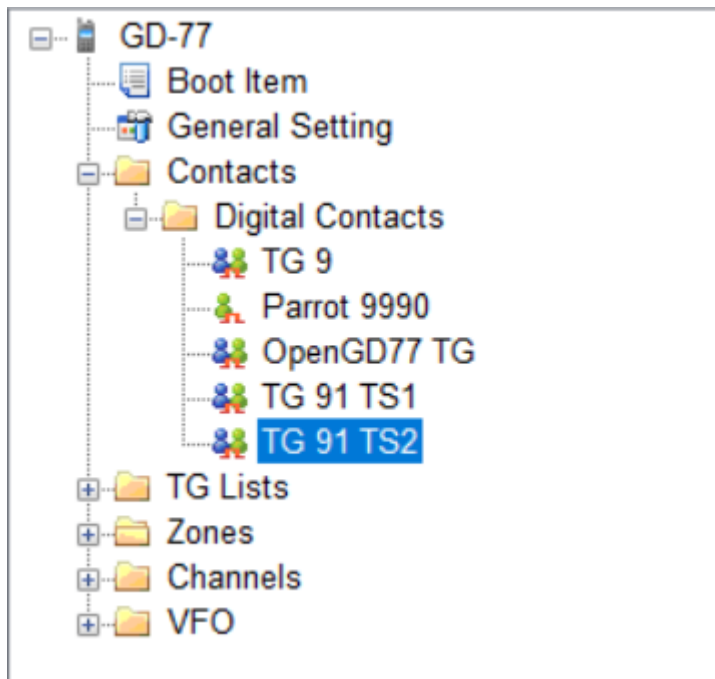 GD-77
Boot Item
General Setting
Contacts
Digital Contacts
TG 9
Parrot 9990
OpenGD77 TG
TG 91 TS1
TG 91 TS2
TG Lists
Zones
Channels
VFO